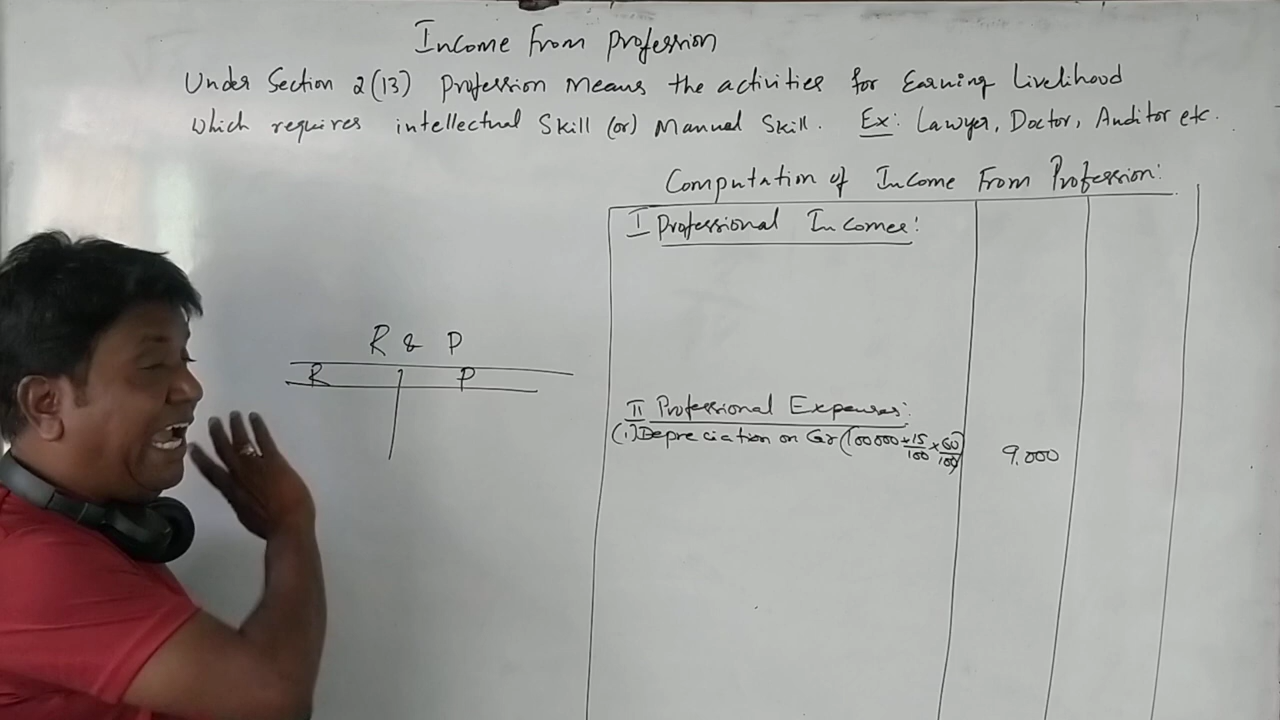 Income From Profession
Under Section 2(13) Profession Means the activities for Earning Livelihood
Which requires intellectual Skill (or) Manual Skill. Ex: Lawyer, Doctor, Auditor etc.
Computation of Income From Profession:
I Professional Incomes:
R & P
R P
II Professional Expenses:
(i) Depreciation on Car (100000 × 15/100 × 60/100) 9,000